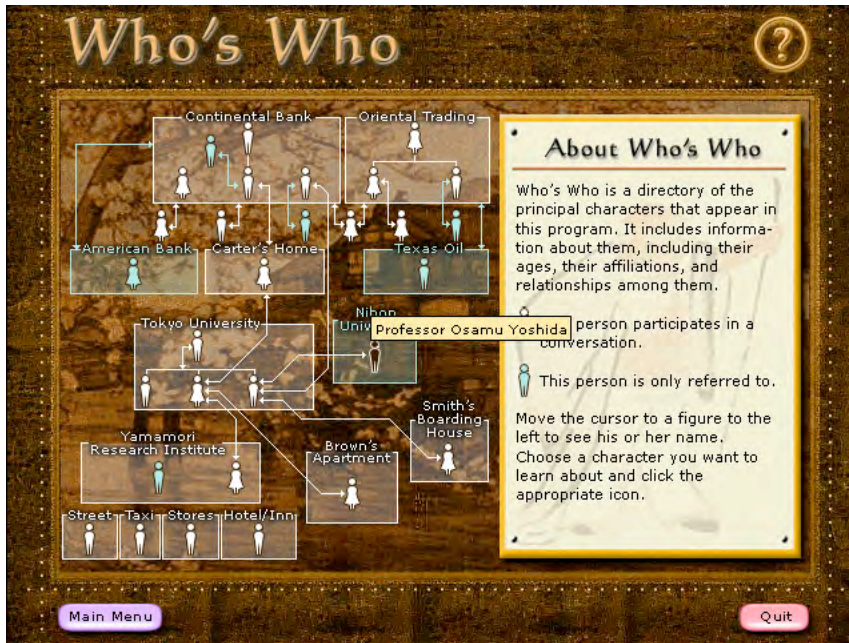 Who's Who
?
Continental Bank
Oriental Trading
American Bank
Carter's Home
Texas Oil
Tokyo University
Nihon
Professor Osamu Yoshida
Smith's
Boarding
House
Yamamori
Research Institute
Brown's
Apartment
Street
Taxi
Stores
Hotel/Inn
About Who's Who
Who's Who is a directory of the
principal characters that appear in
this program. It includes informa-
tion about them, including their
ages, their affiliations, and
relationships among them.
person participates in a
conversation.
This person is only referred to.
Move the cursor to a figure to the
left to see his or her name.
Choose a character you want to
learn about and click the
appropriate icon.
Main Menu
Quit